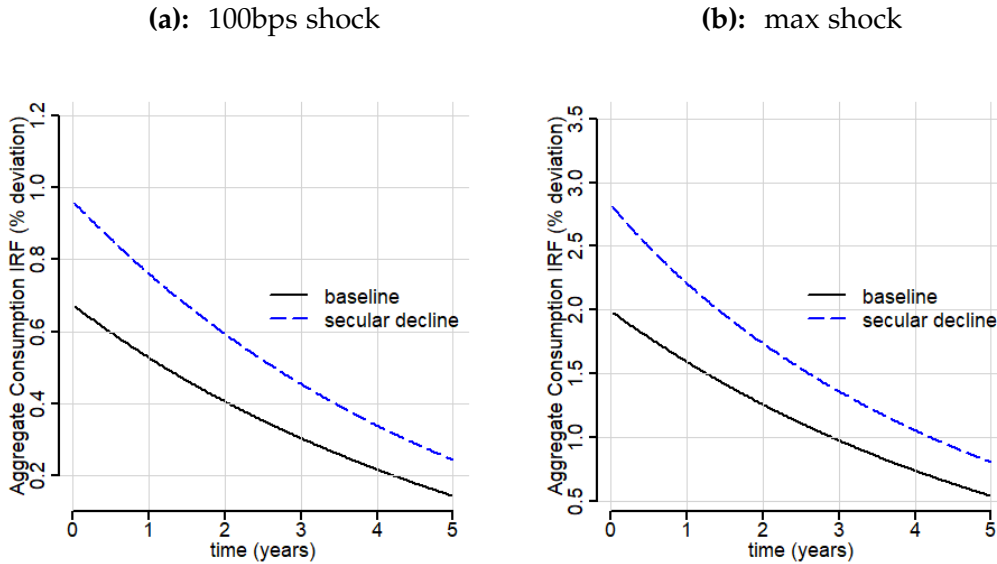 (a): 100bps shock
Aggregate Consumption IRF (% deviation)
1.2
1.0
0.8
0.6
0.4
0.2
baseline
secular decline
0 1 2 3 4 5
time (years)
(b): max shock
Aggregate Consumption IRF (% deviation)
3.5
3.0
2.5
2.0
1.5
1.0
0.5
baseline
secular decline
0 1 2 3 4 5
time (years)